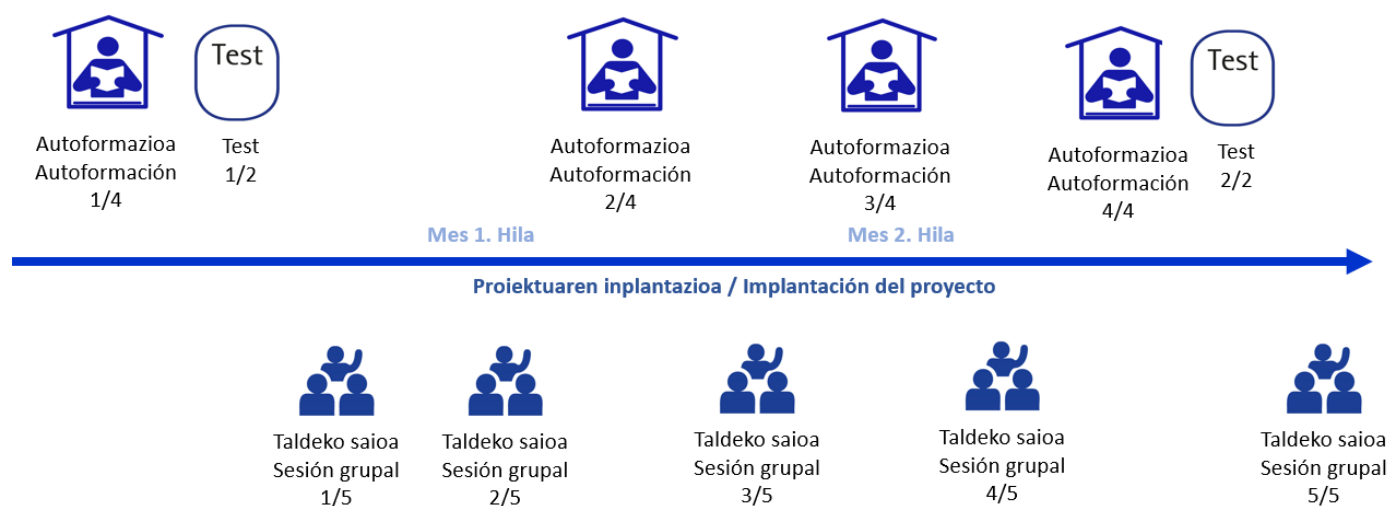 Test
Autoformazioa
Autoformación
1/4
Test
1/2
Autoformazioa
Autoformación
2/4
Autoformazioa
Autoformación
3/4
Autoformazioa
Autoformación
4/4
Test
Test
2/2
Mes 1. Hila
Mes 2. Hila
Proiektuaren inplantazioa / Implantación del proyecto
Taldeko saioa
Sesión grupal
1/5
Taldeko saioa
Sesión grupal
2/5
Taldeko saioa
Sesión grupal
3/5
Taldeko saioa
Sesión grupal
4/5
Taldeko saioa
Sesión grupal
5/5